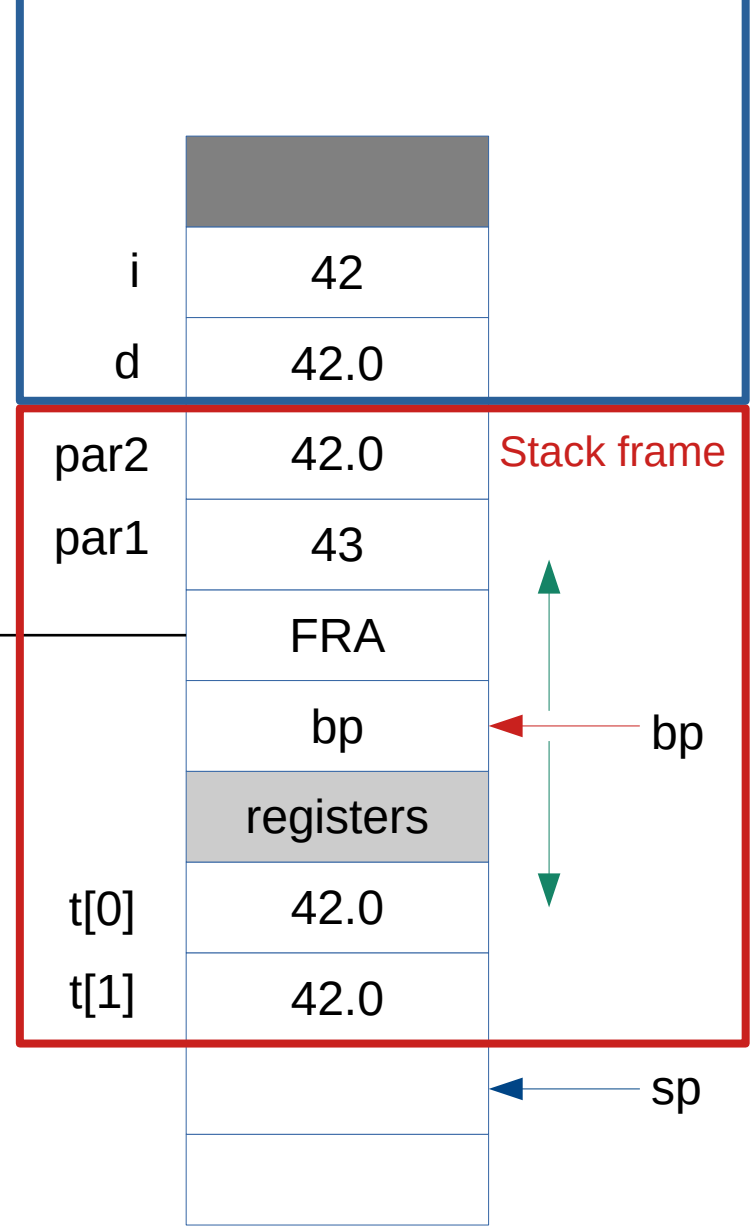 i 42
d 42.0
par2 42.0 Stack frame
par1 43
FRA
bp bp
registers
t[0] 42.0
t[1] 42.0
sp